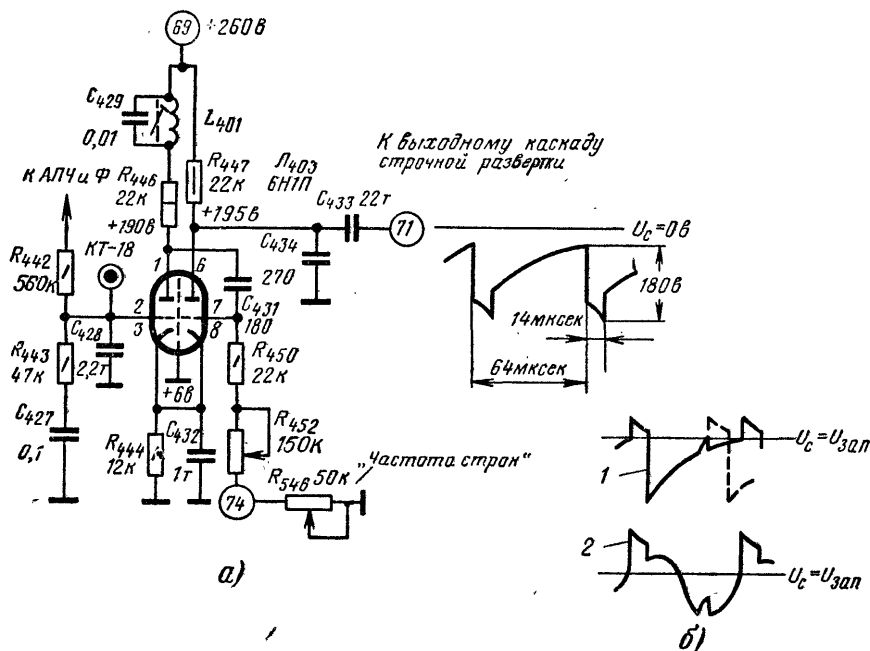 69 +260в
C429
0,01
L401
К выходному каскаду
строчной развертки
к АПЧ и Ф
R446
22к
R447
22к
Л403
6Н1П
C433 22т
71
Uс=0в
+190в
+195в
КТ-18
C434
270
R442
560к
1 6
C431
180
2 7
3 8
180в
14мксек
64мксек
C428
2,2т
R443
47к
R450
22к
+6в
C427
0,1
R444
12к
C432
1т
R452
150к
R546 50к
„Частота строк“
74
1
Uс=Uзап
2
Uс=Uзап
а)
б)